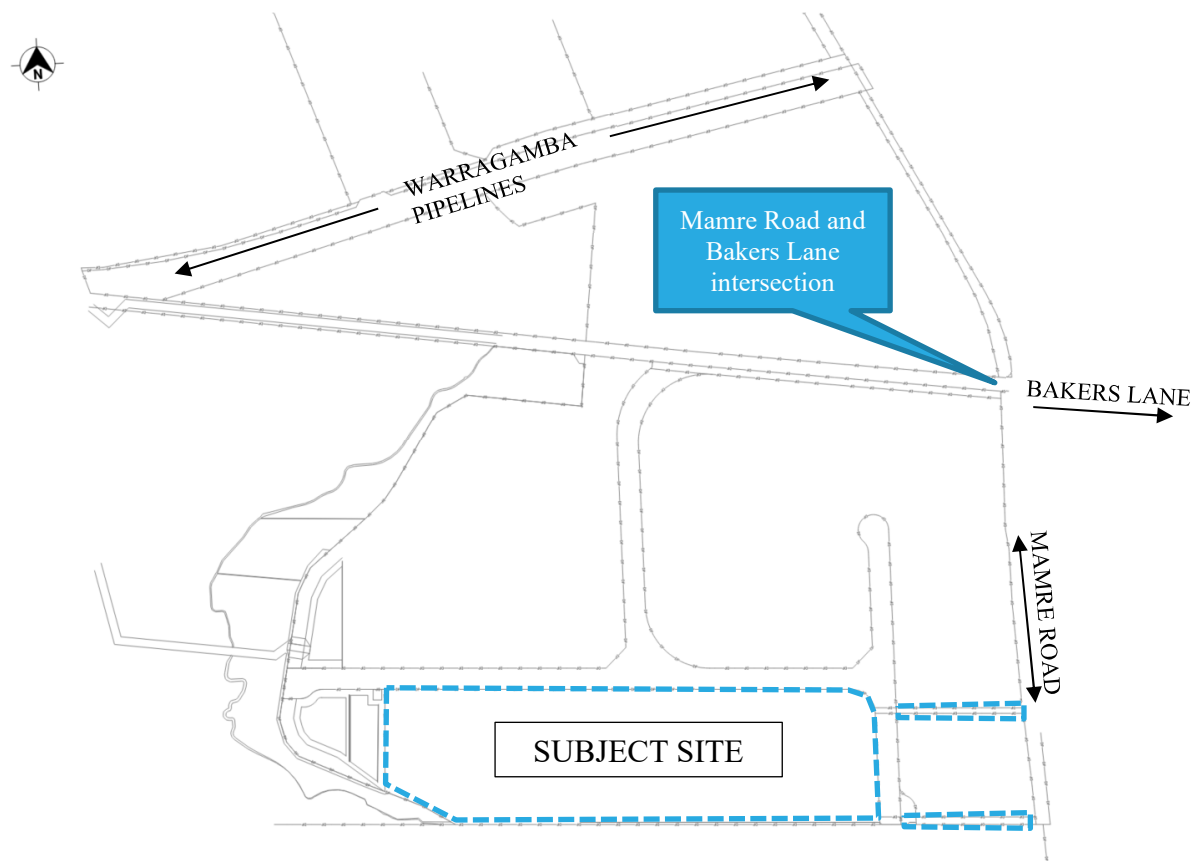 N
WARRAGAMBA
PIPELINES
Mamre Road and
Bakers Lane
intersection
BAKERS LANE
MAMRE ROAD
SUBJECT SITE